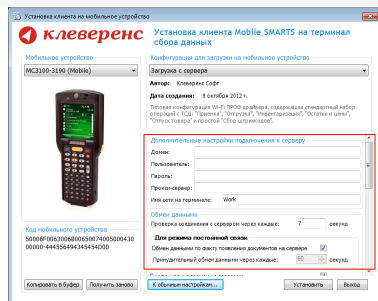 Установка клиента на мобильное устройство
клеверенс
Установка клиента Mobile SMARTS на терминал
сбора данных
Мобильное устройство
MC3100-3190 (Mobile)
Код мобильного устройства
50006F0063006B00650074005000430
00000-444556494345454D00
Копировать в буфер
Получить заново
Конфигурация для загрузки на мобильное устройство
Загрузка с сервера
Автор: Клеверенс Софт
Дата создания: 8 октября 2012 г.
Типовая конфигурация WI-FI ПРОФ драйвера, содержащая стандартный набор
операций с ТСД: "Приемка", "Отгрузка", "Инвентаризация", "Остатки и цены",
"Отпуск товара" и простой "Сбор штрихкодов".
Дополнительные настройки подключения к серверу
Домен:
Пользователь:
Пароль:
Прокси-сервер:
Имя сети на терминале: Work
Обмен данными
Проверка соединения с сервером через каждые: 7 секунд
Для режима постоянной связи
Обмен данными по факту появления документов на сервере
Принудительный обмен данными через каждые: 60 секунд
К обычным настройкам...
Установить
Выход